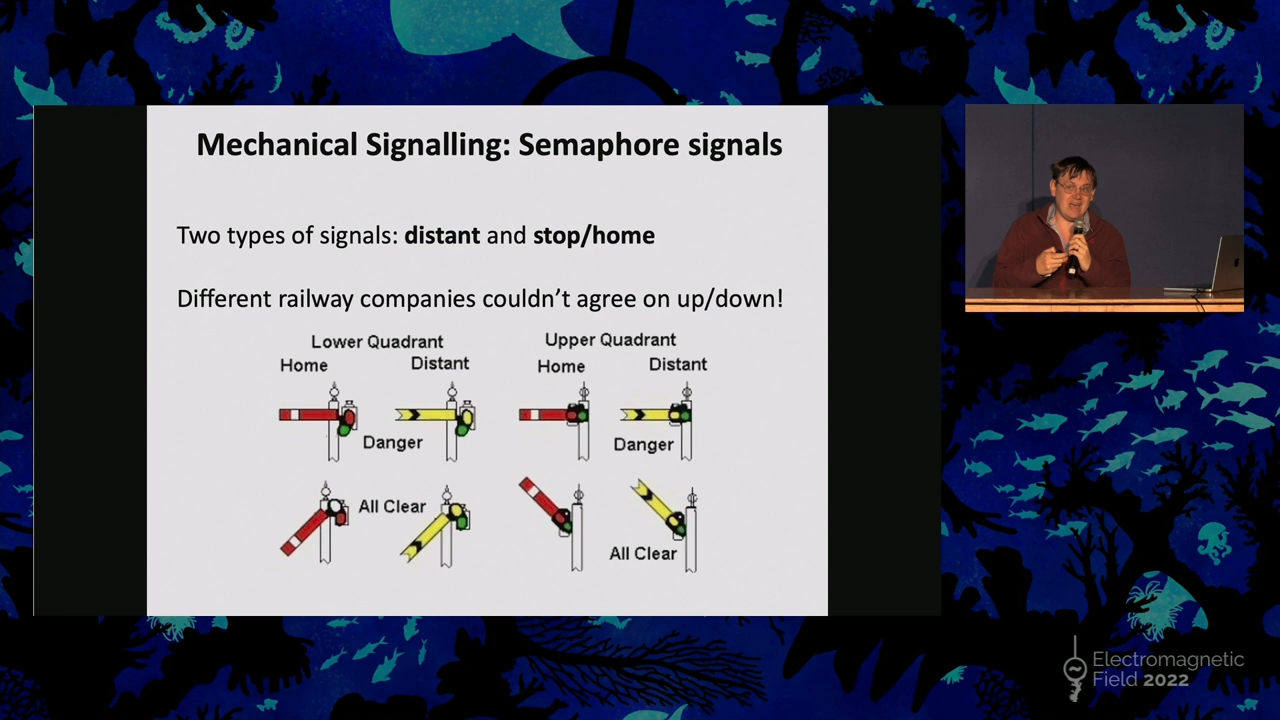 Mechanical Signalling: Semaphore signals
Two types of signals: distant and stop/home
Different railway companies couldn’t agree on up/down!
Lower Quadrant
Home
Distant
Danger
All Clear
Upper Quadrant
Home
Distant
Danger
All Clear
Electromagnetic
Field 2022